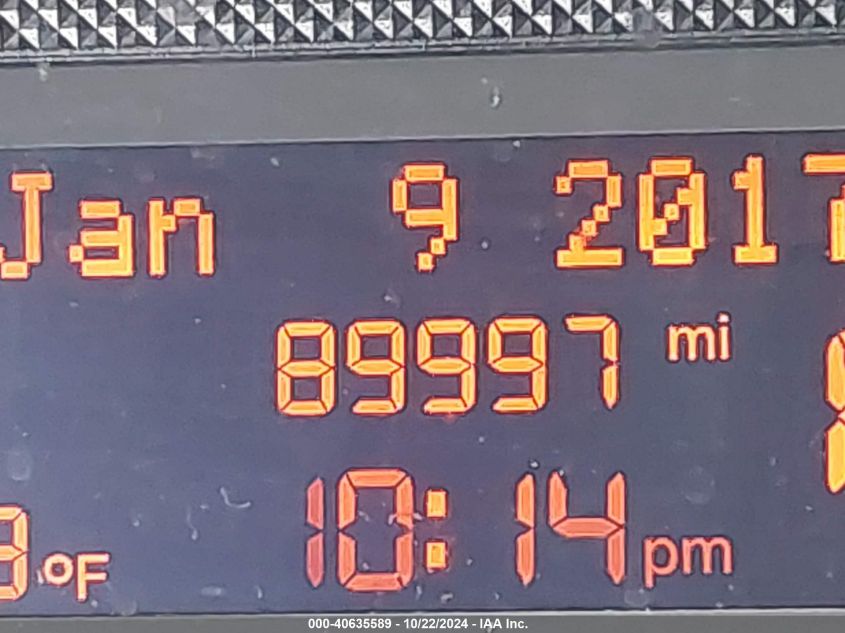 Jan 9 2017
89997 mi
10:14 pm
°F
000-40635589 - 10/22/2024 - IAA Inc.